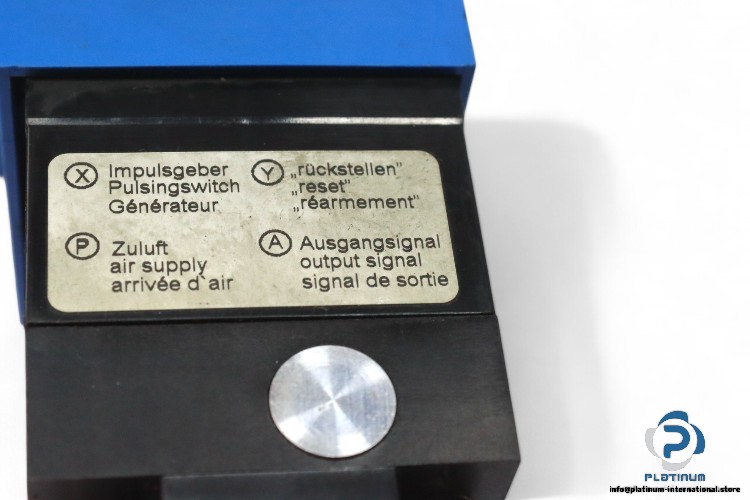 X Impulsgeber
Pulsingswitch
Générateur
Y „rückstellen"
„reset"
„réarmement"
P Zuluft
air supply
arrivée d`air
A Ausgangsignal
output signal
signal de sortie
PLATINUM
info@platinum-international.store